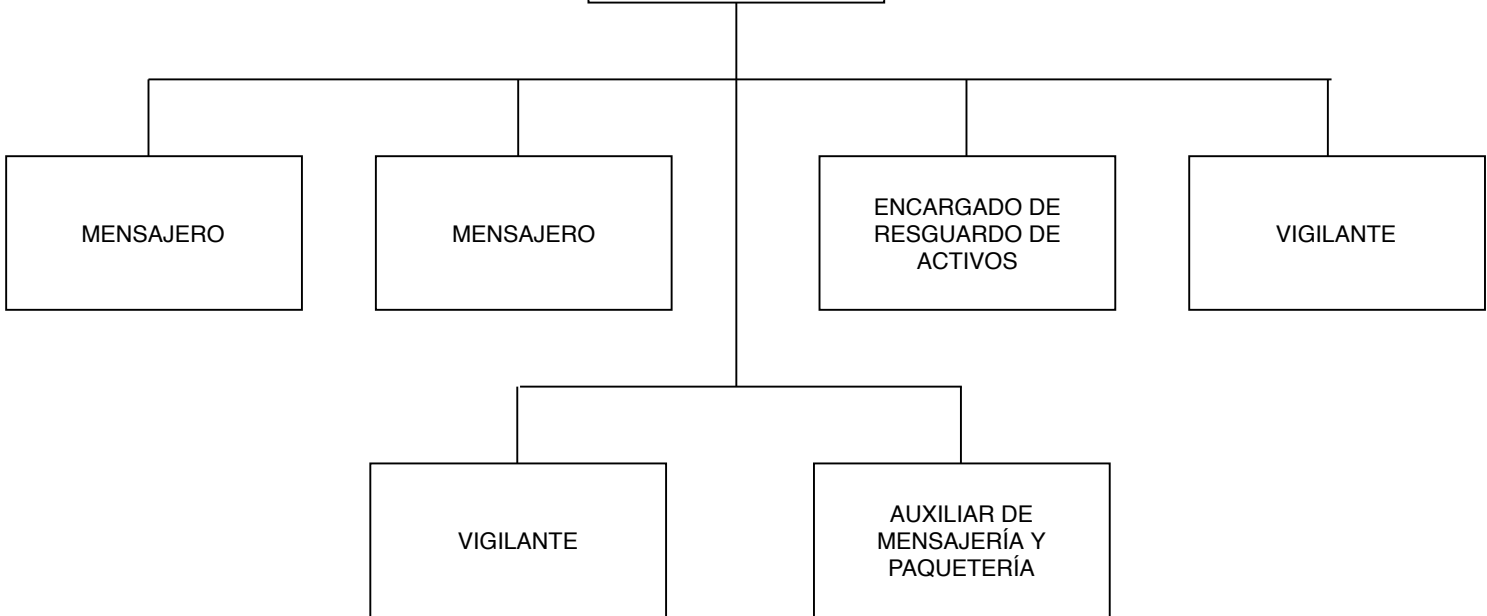 MENSAJERO
MENSAJERO
ENCARGADO DE
RESGUARDO DE
ACTIVOS
VIGILANTE
VIGILANTE
AUXILIAR DE
MENSAJERÍA Y
PAQUETERÍA